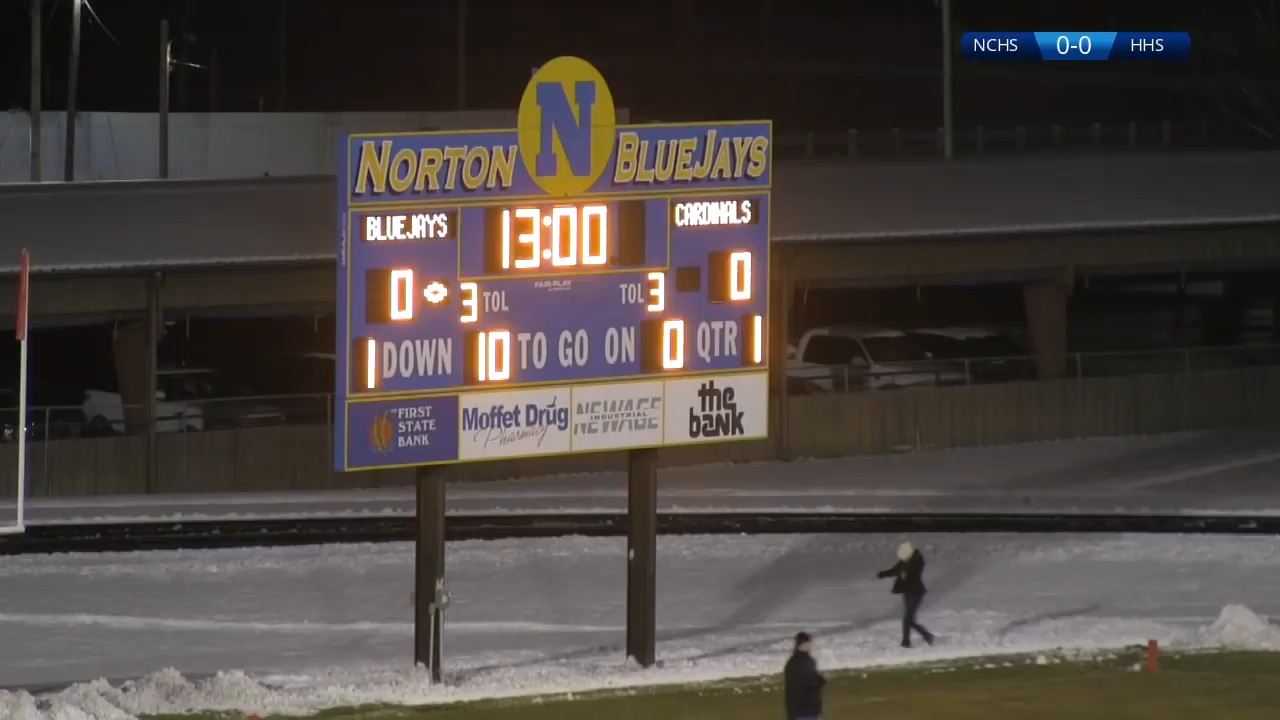 NCHS 0-0 HHS
N
NORTON BLUEJAYS
BLUEJAYS 13:00 CARDINALS
0 3 TOL TOL 3 0
FAIR-PLAY
1 DOWN 10 TO GO ON 0 QTR 1
FIRST
STATE
BANK
Moffet Drug
Pharmacy
NEWAGE
INDUSTRIAL
the
bank